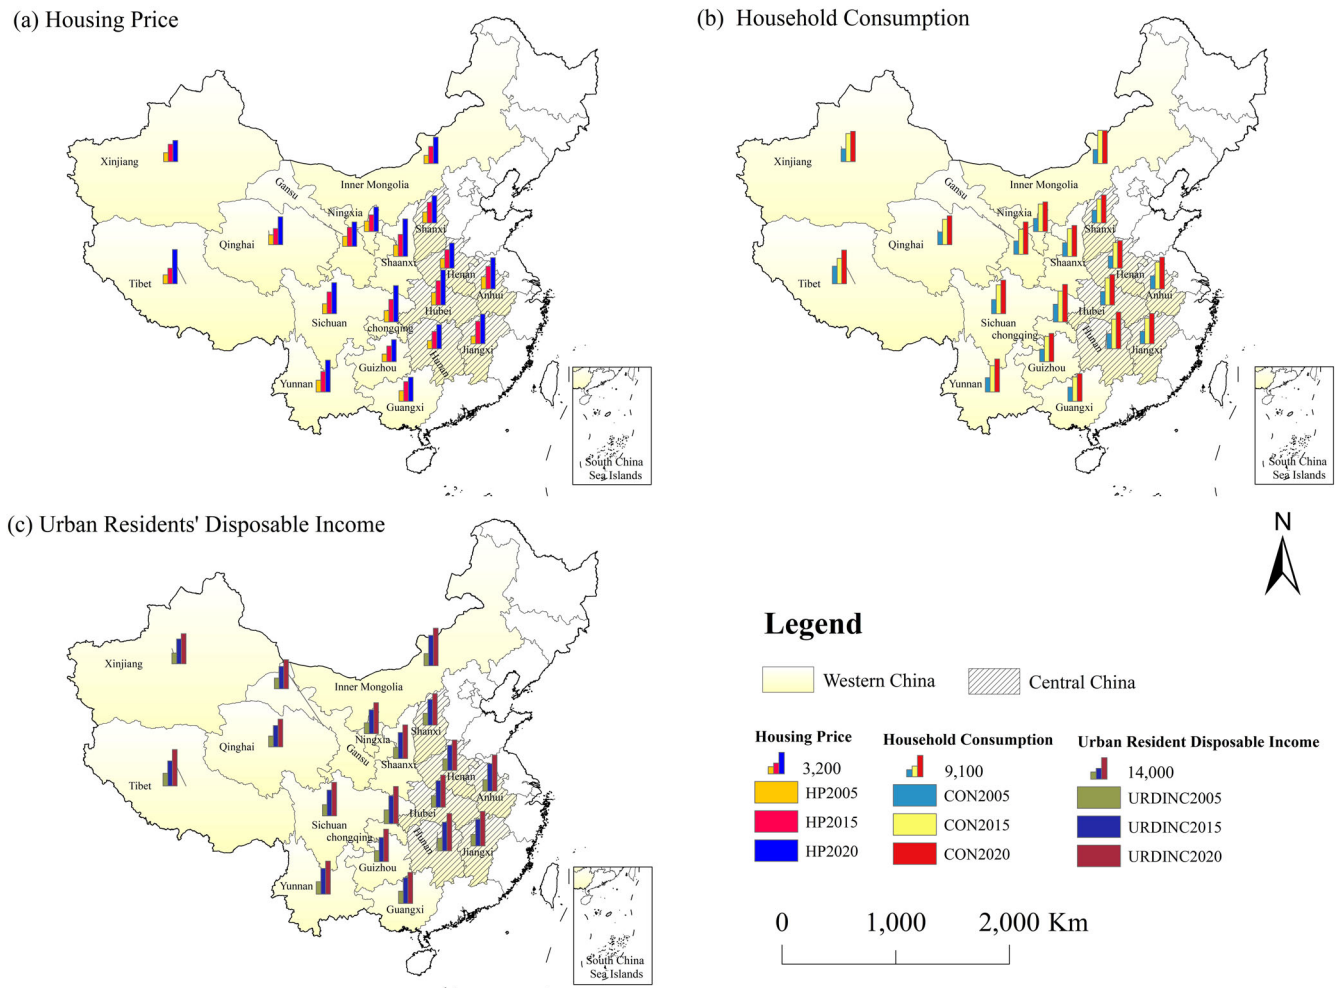 (a) Housing Price
Xinjiang
Gansu
Inner Mongolia
Ningxia
Shanxi
Qinghai
Shaanxi
Henan
Tibet
Anhui
Hubei
Sichuan
chongqing
Hunan
Jiangxi
Guizhou
Yunnan
Guangxi
South China
Sea Islands
(b) Household Consumption
Xinjiang
Gansu
Inner Mongolia
Ningxia
Shanxi
Qinghai
Shaanxi
Henan
Tibet
Anhui
Hubei
Sichuan
chongqing
Hunan
Jiangxi
Guizhou
Yunnan
Guangxi
South China
Sea Islands
(c) Urban Residents' Disposable Income
Xinjiang
Inner Mongolia
Ningxia
Shanxi
Qinghai
Gansu
Shaanxi
Henan
Tibet
Anhui
Hubei
Sichuan
chongqing
Hunan
Jiangxi
Guizhou
Yunnan
Guangxi
South China
Sea Islands
N
Legend
Western China
Central China
Housing Price
3,200
HP2005
HP2015
HP2020
Household Consumption
9,100
CON2005
CON2015
CON2020
Urban Resident Disposable Income
14,000
URDINC2005
URDINC2015
URDINC2020
0 1,000 2,000 Km